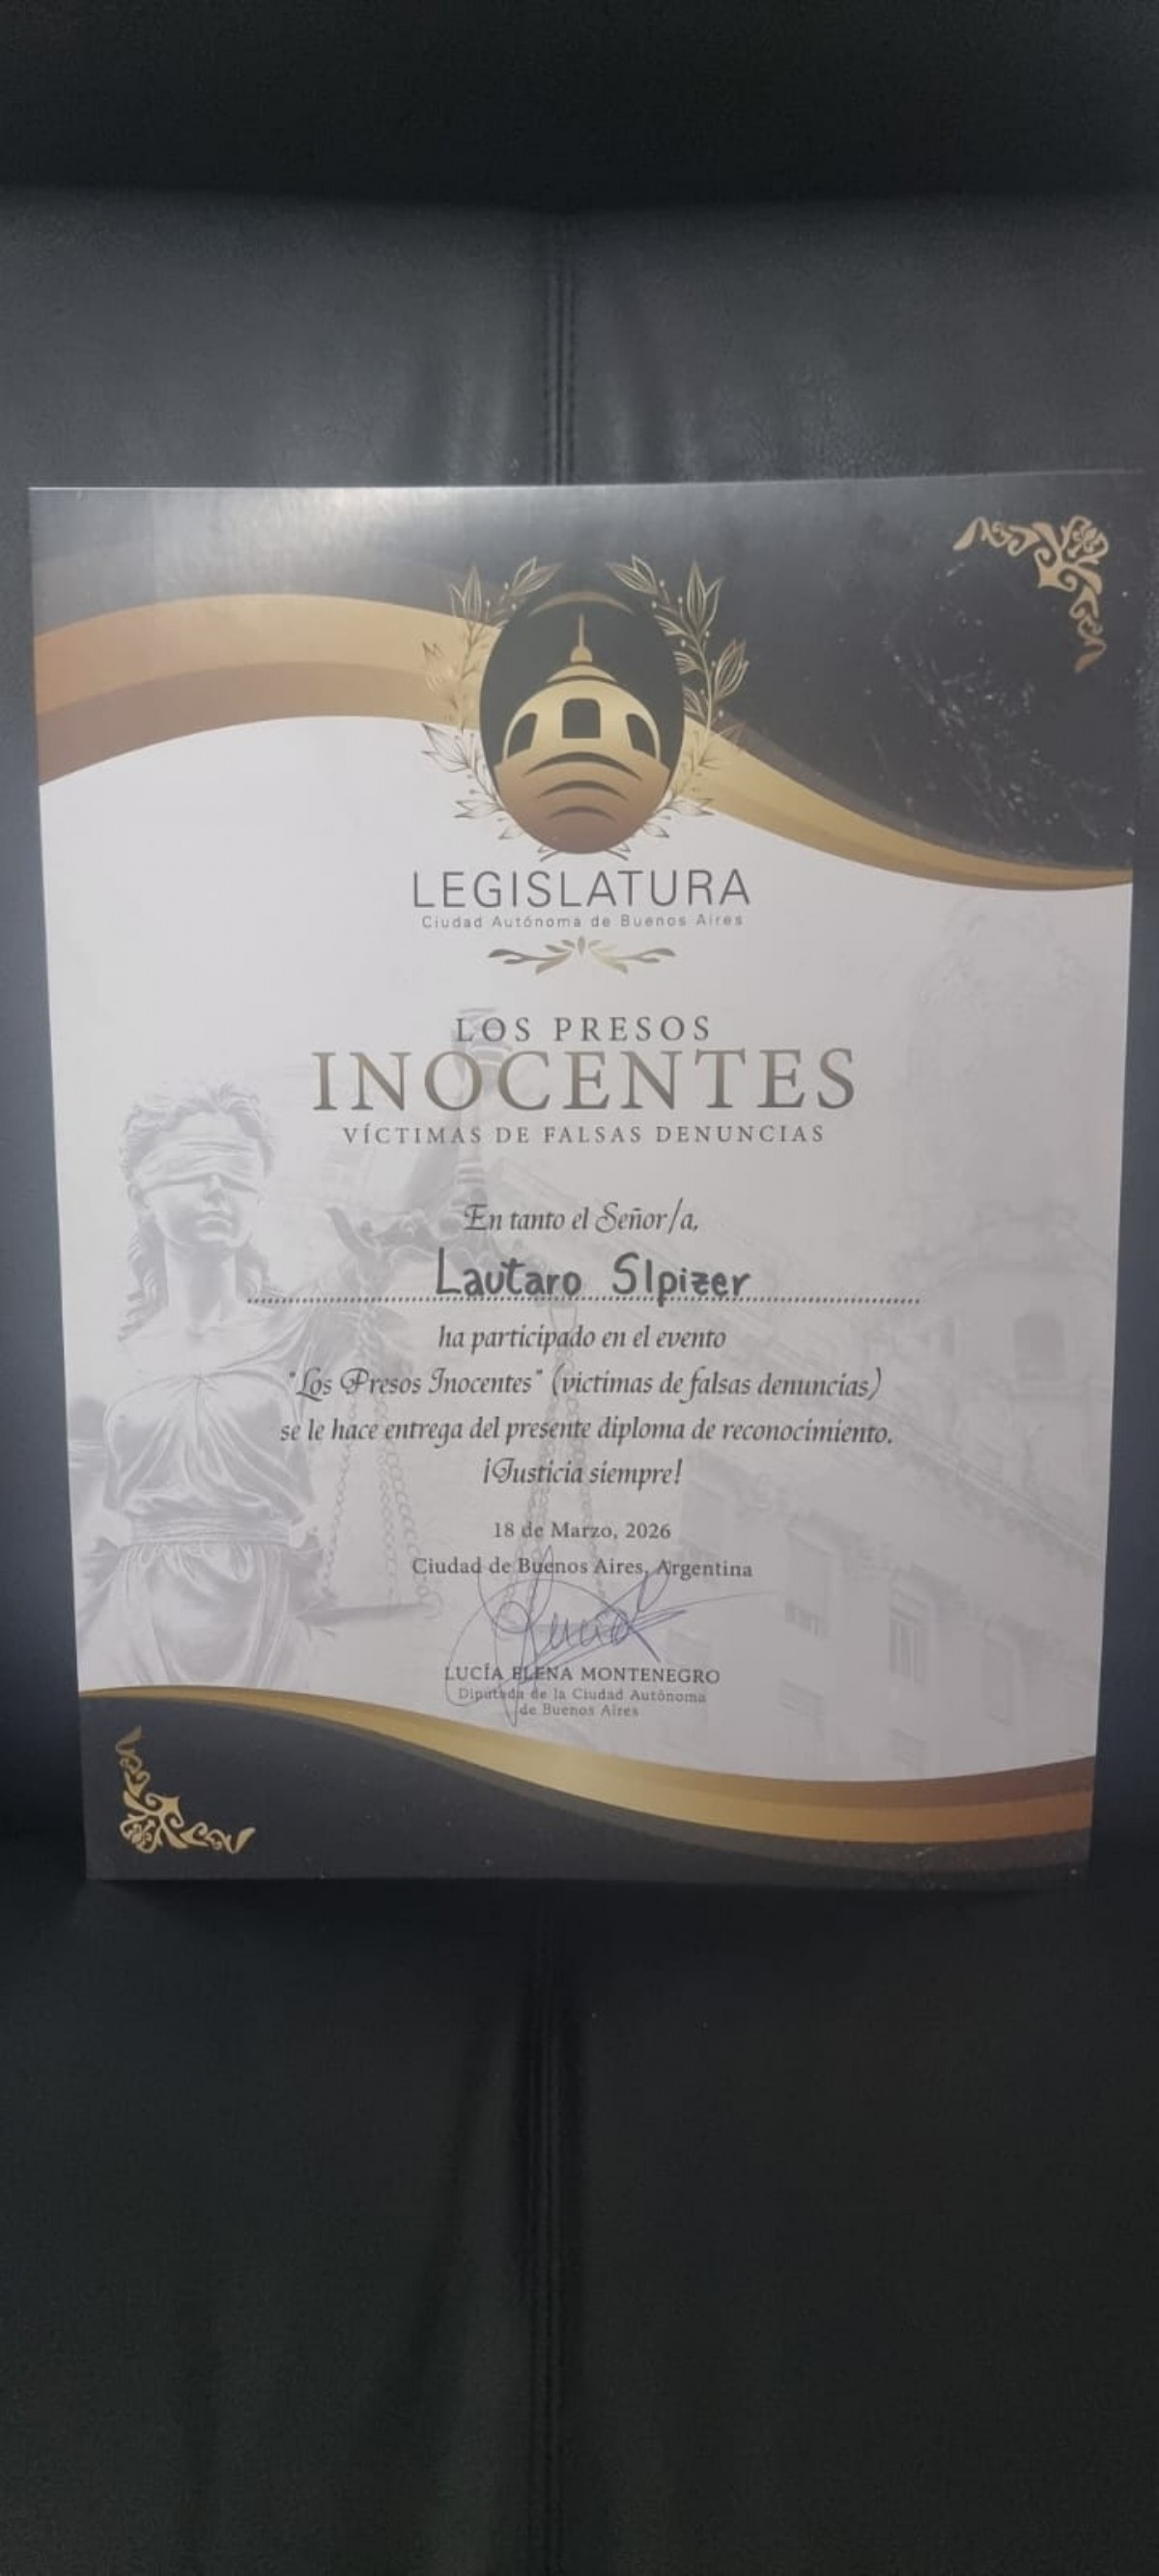 LEGISLATURA
Ciudad Autónoma de Buenos Aires
LOS PRESOS
INOCENTES
VÍCTIMAS DE FALSAS DENUNCIAS
En tanto el Señor/a,
Lautaro Slpizer
ha participado en el evento
"Los Presos Inocentes" (victimas de falsas denuncias)
se le hace entrega del presente diploma de reconocimiento.
¡Justicia siempre!
18 de Marzo, 2026
Ciudad de Buenos Aires, Argentina
LUCÍA ELENA MONTENEGRO
Diputada de la Ciudad Autónoma
de Buenos Aires